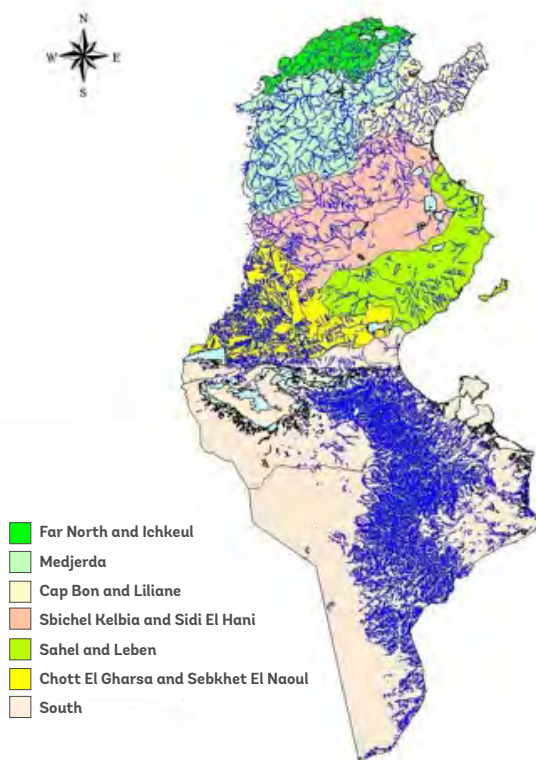 N
W E
S
Far North and Ichkeul
Medjerda
Cap Bon and Liliane
Sbichel Kelbia and Sidi El Hani
Sahel and Leben
Chott El Gharsa and Sebkhet El Naoul
South